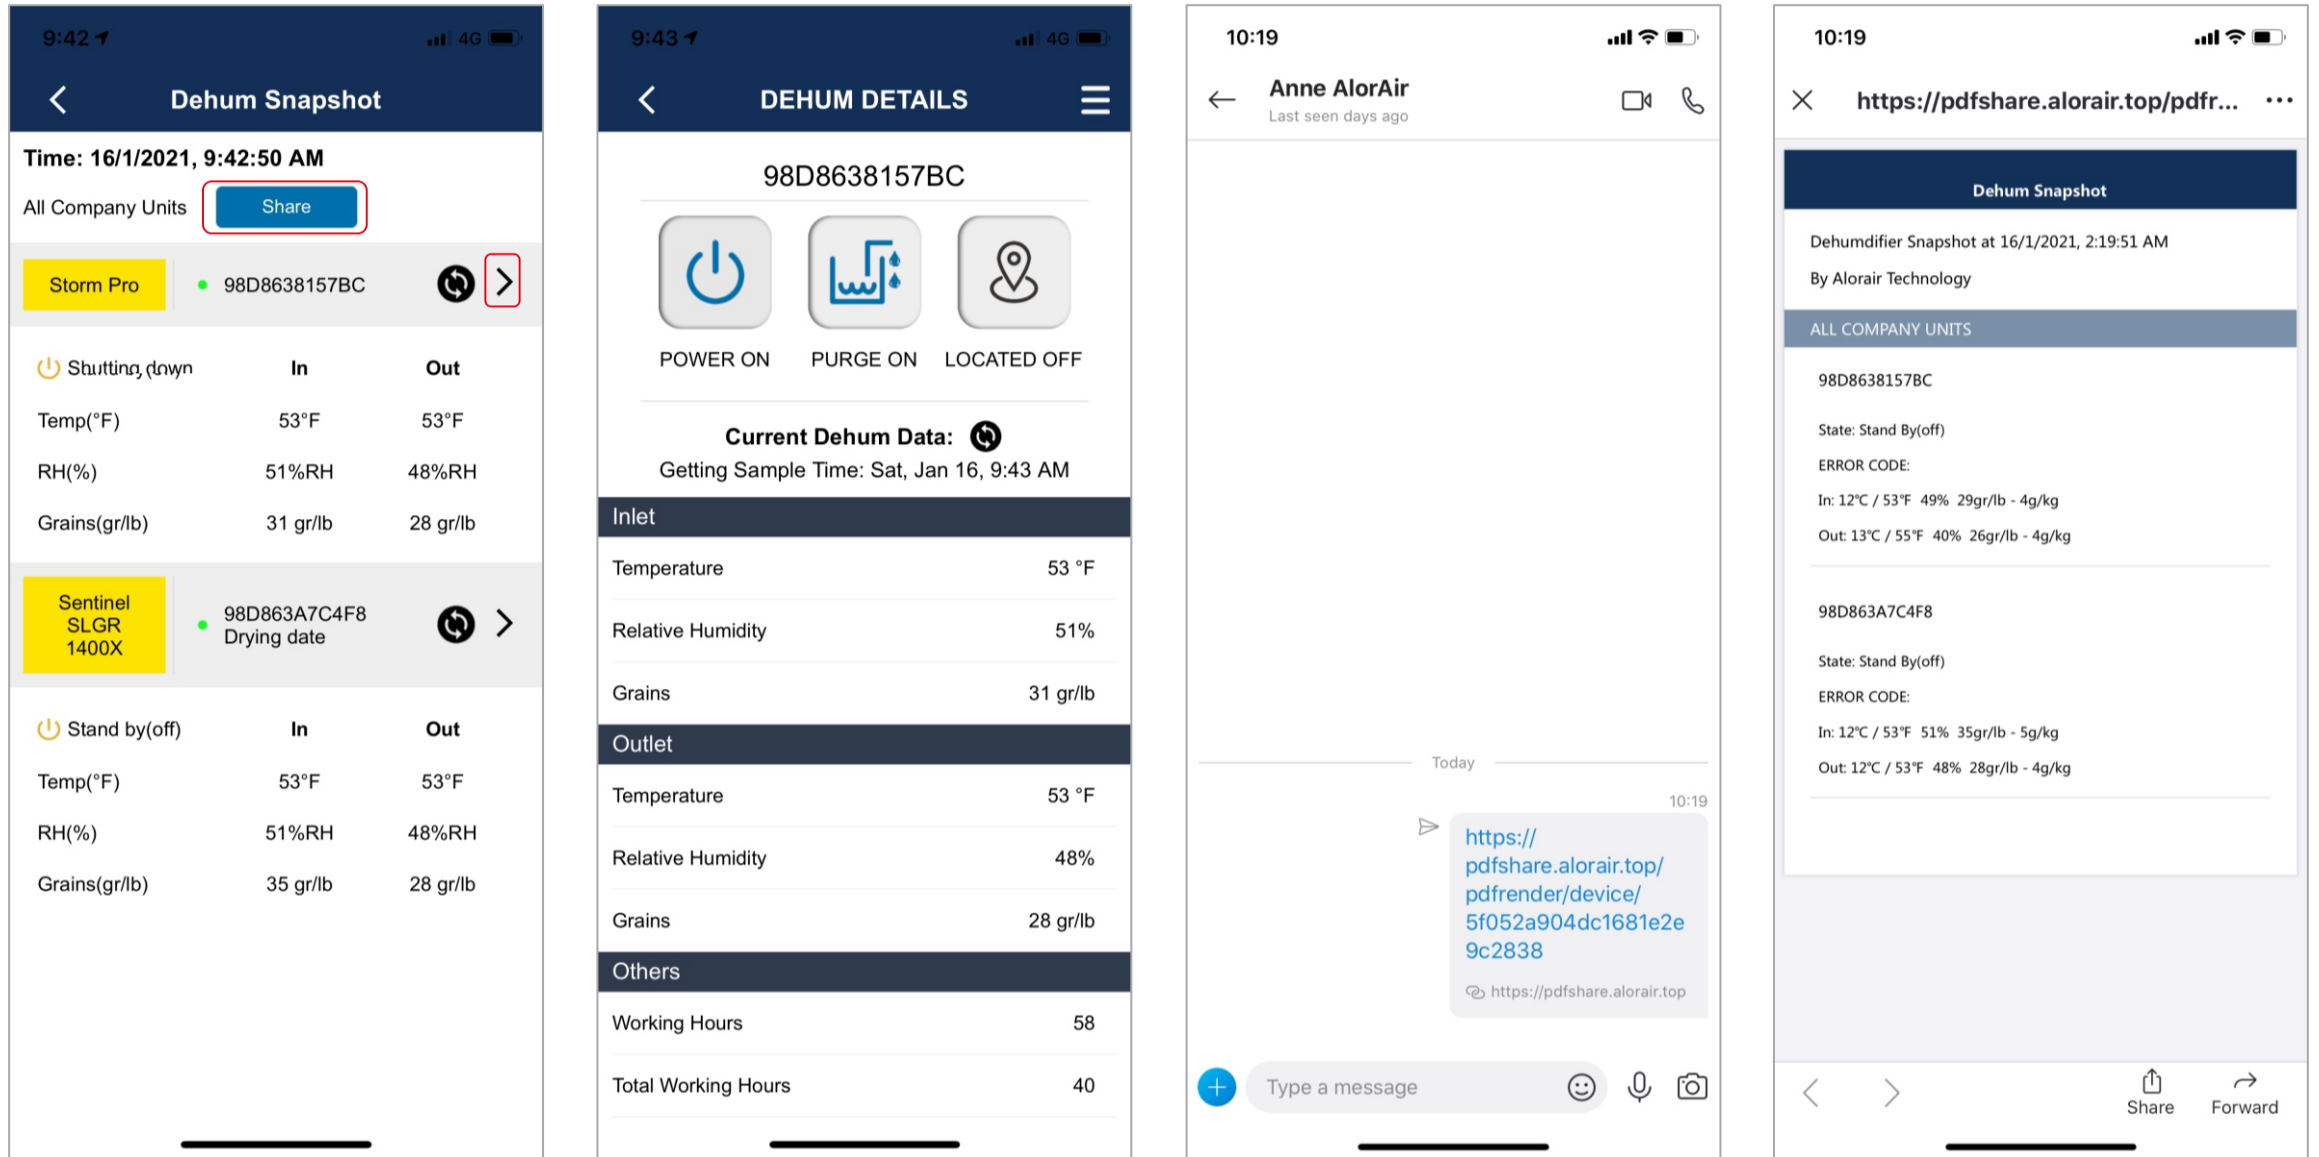 9:42
4G
Dehum Snapshot
Time: 16/1/2021, 9:42:50 AM
All Company Units
Share
Storm Pro
98D8638157BC
Shutting down
In
Out
Temp(°F)
53°F
53°F
RH(%)
51%RH
48%RH
Grains(gr/lb)
31 gr/lb
28 gr/lb
Sentinel
SLGR
1400X
98D863A7C4F8
Drying date
Stand by(off)
In
Out
Temp(°F)
53°F
53°F
RH(%)
51%RH
48%RH
Grains(gr/lb)
35 gr/lb
28 gr/lb
9:43
4G
DEHUM DETAILS
98D8638157BC
POWER ON
PURGE ON
LOCATED OFF
Current Dehum Data:
Getting Sample Time: Sat, Jan 16, 9:43 AM
Inlet
Temperature
53 °F
Relative Humidity
51%
Grains
31 gr/lb
Outlet
Temperature
53 °F
Relative Humidity
48%
Grains
28 gr/lb
Others
Working Hours
58
Total Working Hours
40
10:19
Anne AlorAir
Last seen days ago
Today
10:19
https://
pdfshare.alorair.top/
pdfrender/device/
5f052a904dc1681e2e
9c2838
https://pdfshare.alorair.top
Type a message
10:19
https://pdfshare.alorair.top/pdfr...
Dehum Snapshot
Dehumdifier Snapshot at 16/1/2021, 2:19:51 AM
By Alorair Technology
ALL COMPANY UNITS
98D8638157BC
State: Stand By(off)
ERROR CODE:
In: 12℃ / 53℉ 49% 29gr/lb - 4g/kg
Out: 13℃ / 55℉ 40% 26gr/lb - 4g/kg
98D863A7C4F8
State: Stand By(off)
ERROR CODE:
In: 12℃ / 53℉ 51% 35gr/lb - 5g/kg
Out: 12℃ / 53℉ 48% 28gr/lb - 4g/kg
Share
Forward